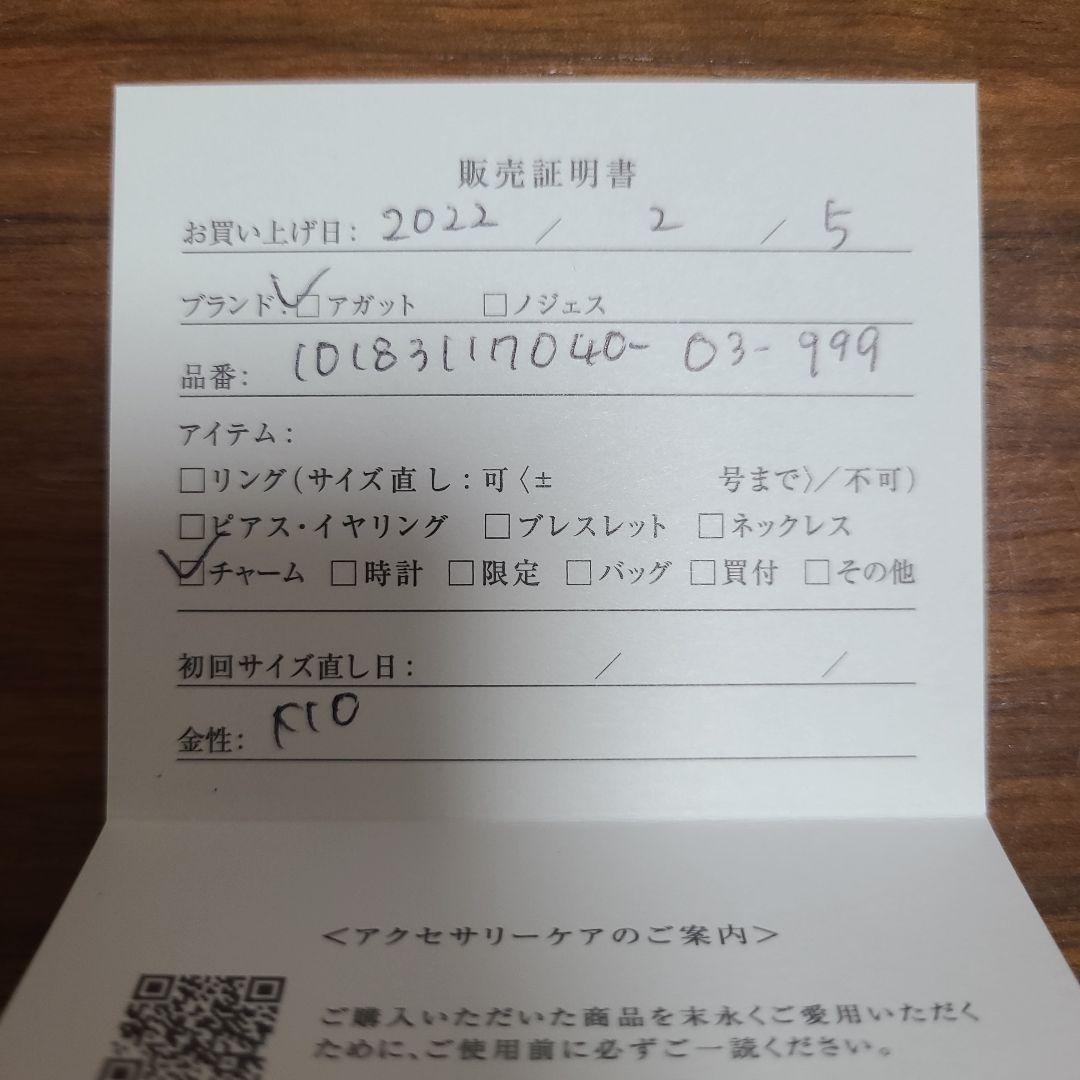 販売証明書
お買い上げ日: 2022 / 2 / 5
ブランド: ☑アガット □ノジェス
品番: 10183117040-03-999
アイテム:
□リング(サイズ直し:可〈± 号まで〉/不可)
□ピアス・イヤリング □ブレスレット □ネックレス
☑チャーム □時計 □限定 □バッグ □買付 □その他
初回サイズ直し日: / /
金性: K10
<アクセサリーケアのご案内>
ご購入いただいた商品を末永くご愛用いただく
ために、ご使用前に必ずご一読ください。